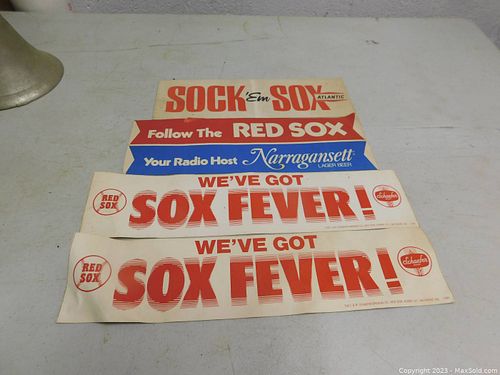 SOCK 'Em SOX
ATLANTIC
Follow The RED SOX
Your Radio Host Narragansett
LAGER BEER
WE'VE GOT
RED SOX
SOX FEVER!
Schaefer
WE'VE GOT
RED SOX
SOX FEVER!
Schaefer
Copyright © 2023 - MaxSold.com